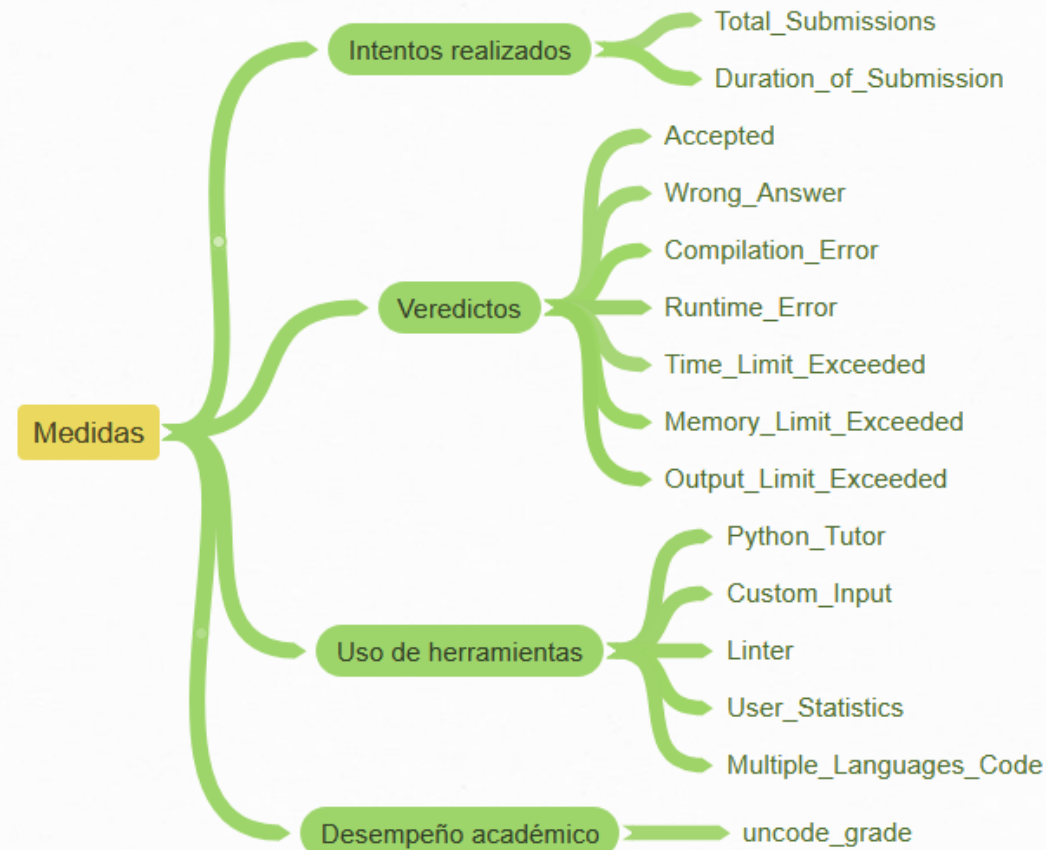 Medidas
Intentos realizados
Total_Submissions
Duration_of_Submission
Veredictos
Accepted
Wrong_Answer
Compilation_Error
Runtime_Error
Time_Limit_Exceeded
Memory_Limit_Exceeded
Output_Limit_Exceeded
Uso de herramientas
Python_Tutor
Custom_Input
Linter
User_Statistics
Multiple_Languages_Code
Desempeño académico
uncode_grade